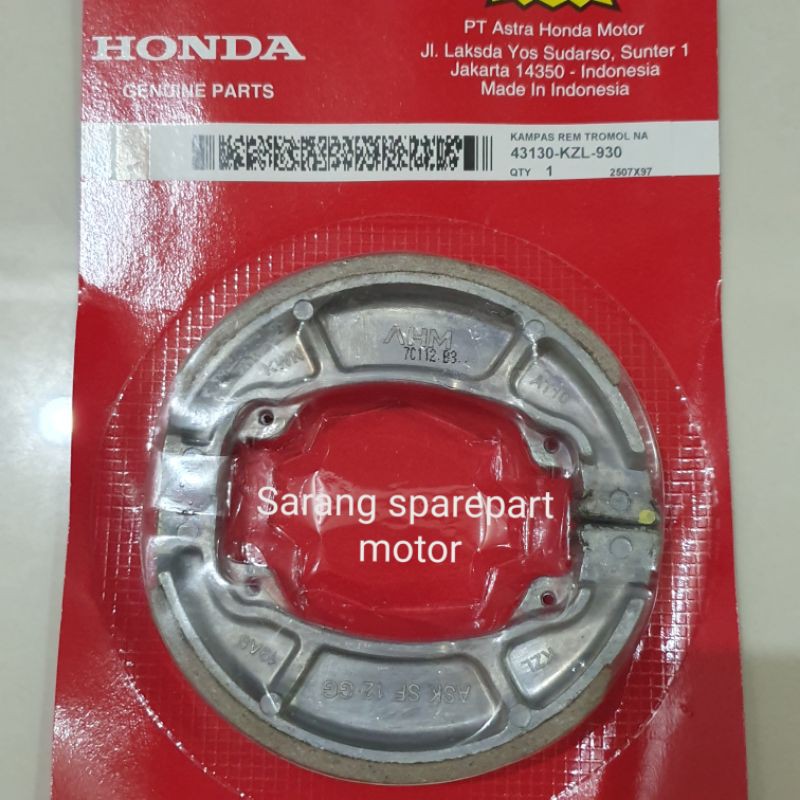 HONDA
GENUINE PARTS
PT Astra Honda Motor
Jl. Laksda Yos Sudarso, Sunter 1
Jakarta 14350 - Indonesia
Made In Indonesia
KAMPAS REM TROMOL NA
43130-KZL-930
QTY 1 2507X97
AHM
7C112.B3..
A110
Sarang sparepart
motor
KZL
ASK SF 12.GG